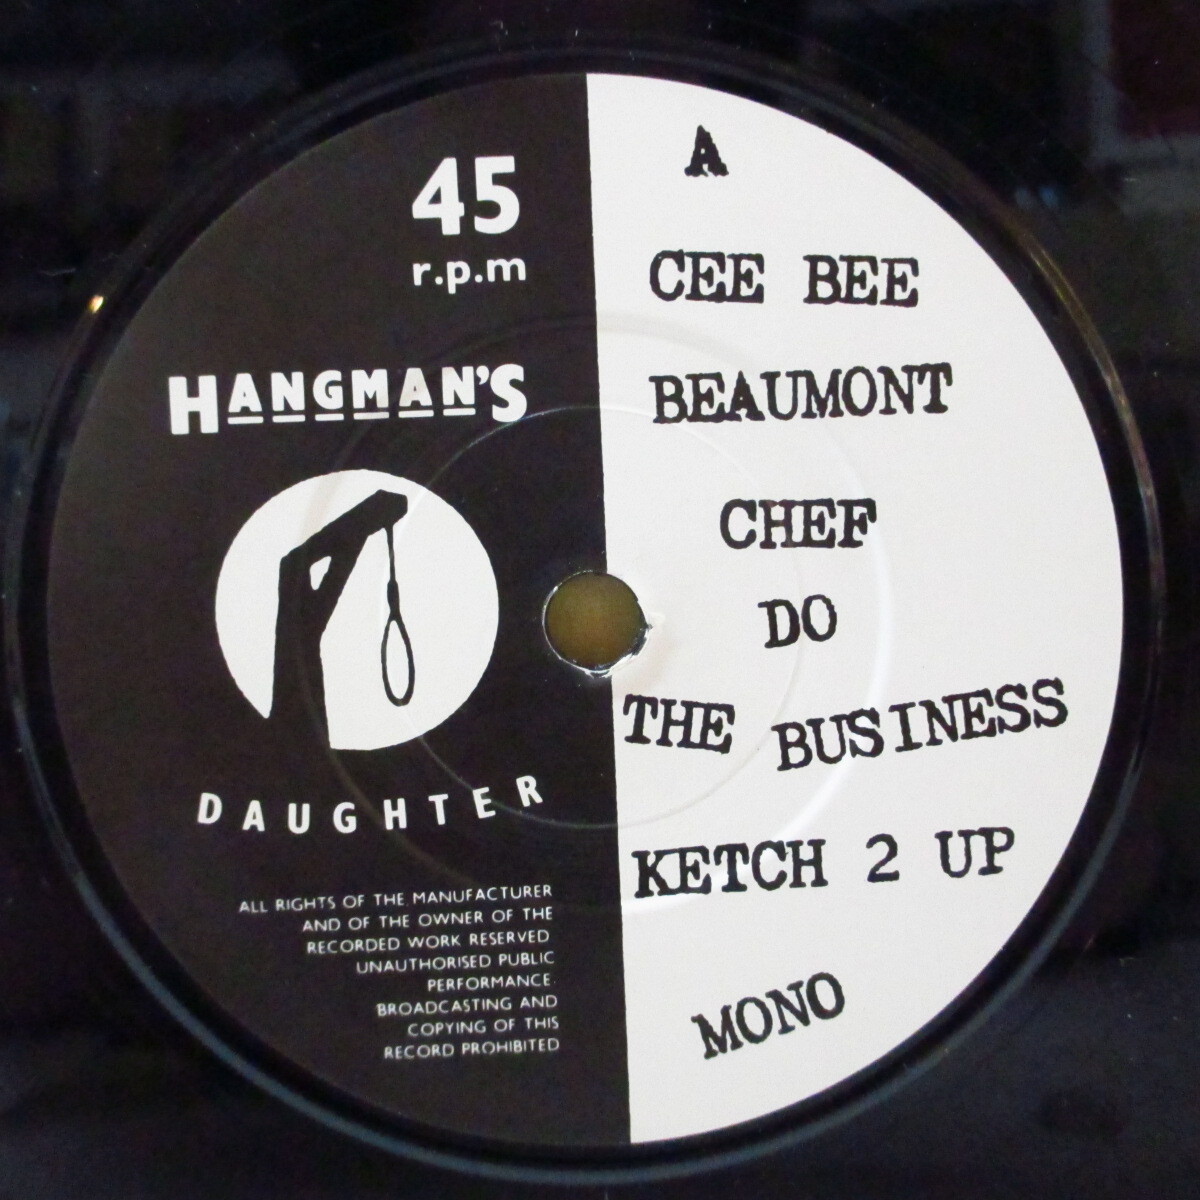 45
r.p.m
HANGMAN'S
DAUGHTER
ALL RIGHTS OF THE MANUFACTURER
AND OF THE OWNER OF THE
RECORDED WORK RESERVED
UNAUTHORISED PUBLIC
PERFORMANCE
BROADCASTING AND
COPYING OF THIS
RECORD PROHIBITED
A
CEE BEE
BEAUMONT
CHEF
DO
THE BUSINESS
KETCH 2 UP
MONO